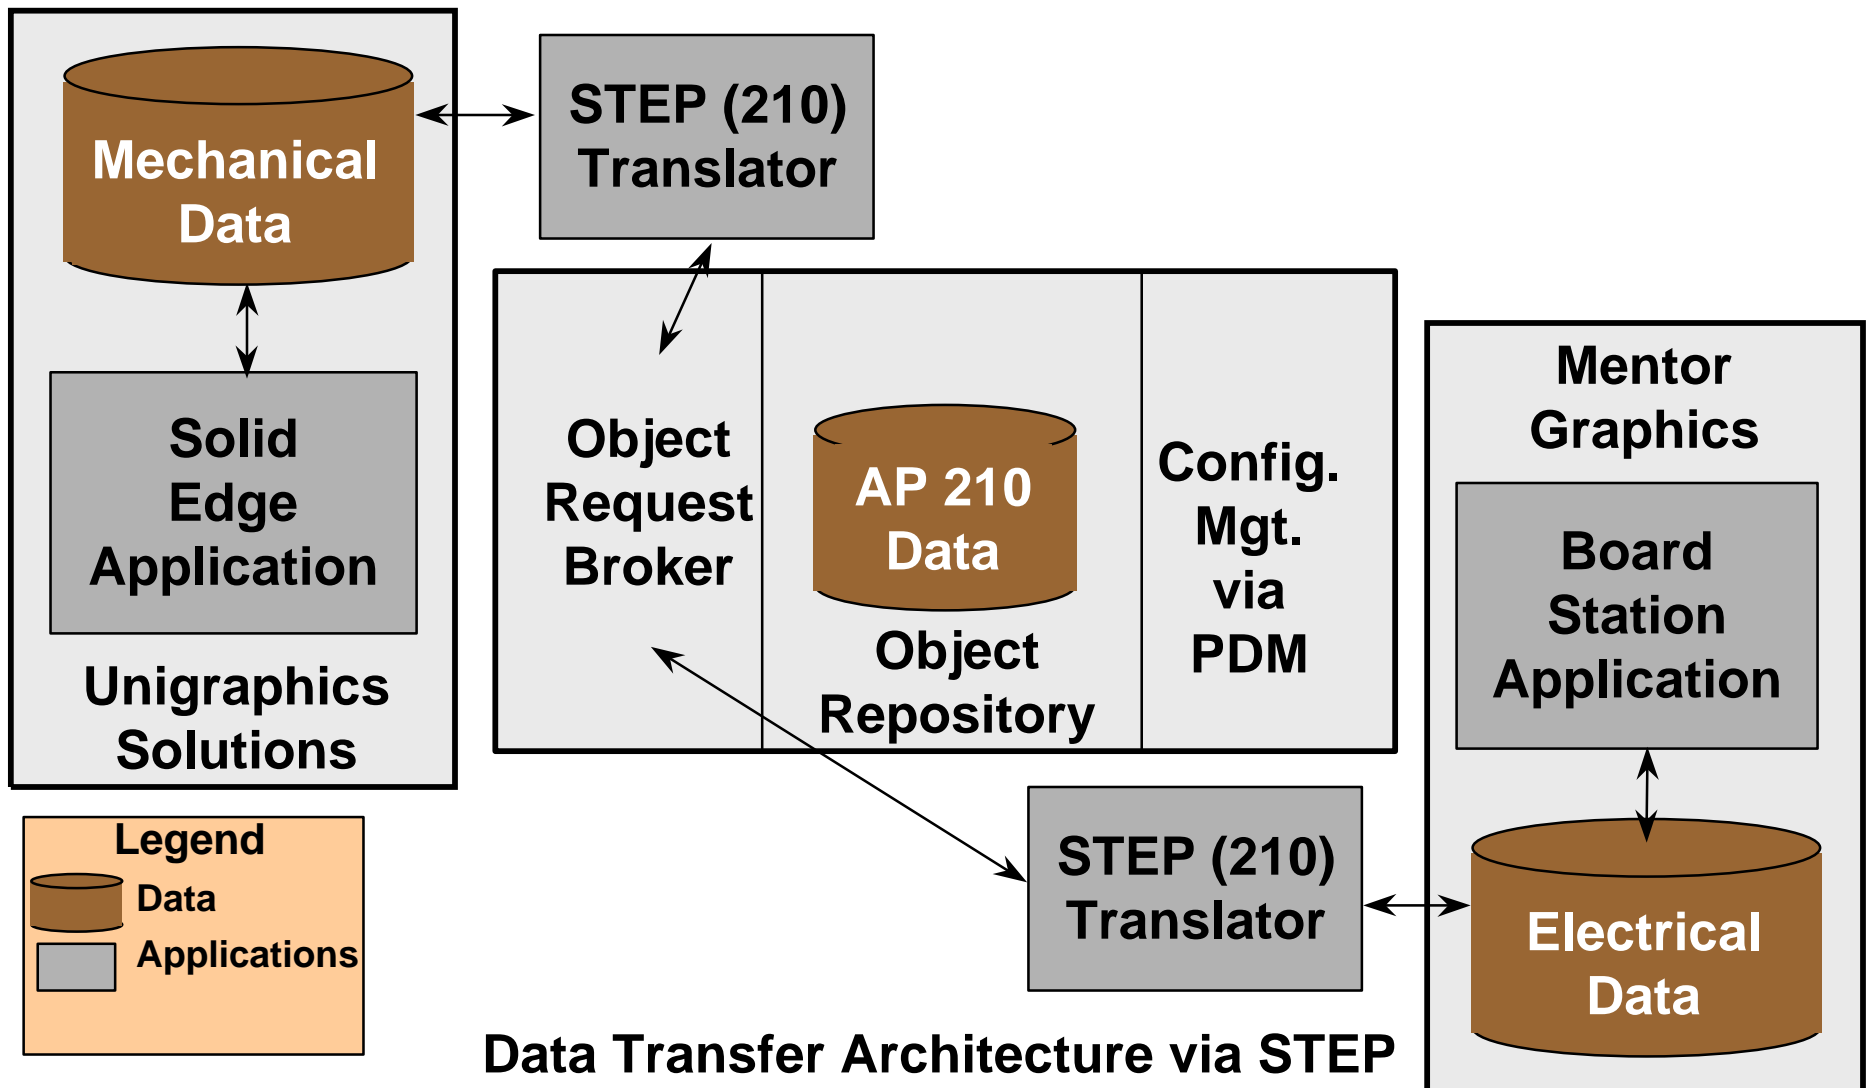 Mechanical
Data
Solid
Edge
Application
Unigraphics
Solutions
STEP (210)
Translator
Object
Request
Broker
AP 210
Data
Object
Repository
Config.
Mgt.
via
PDM
Mentor
Graphics
Board
Station
Application
Electrical
Data
STEP (210)
Translator
Legend
Data
Applications
Data Transfer Architecture via STEP